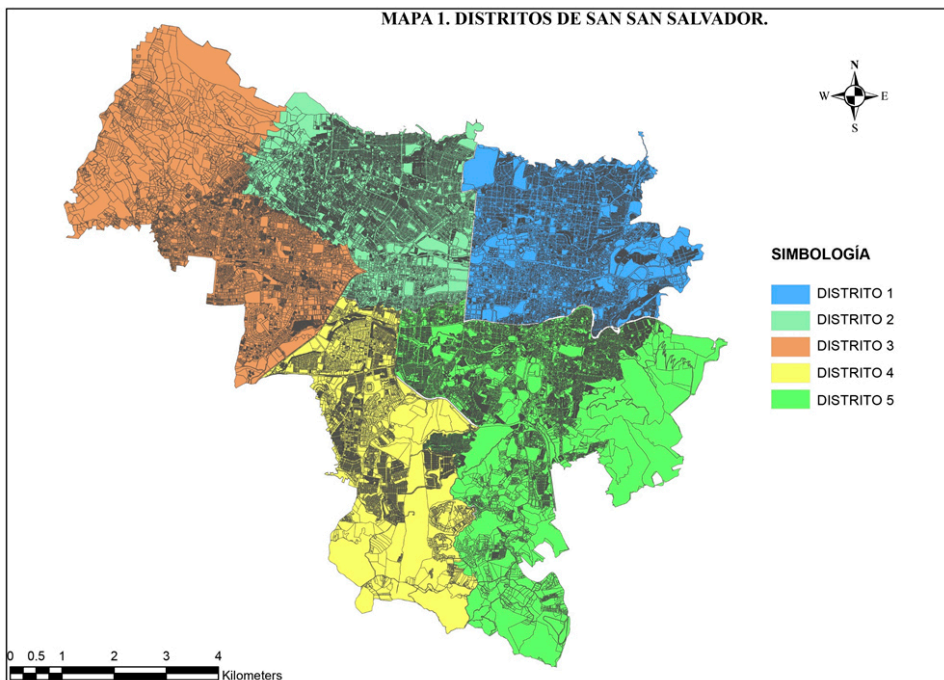 MAPA 1. DISTRITOS DE SAN SAN SALVADOR.
N
W E
S
SIMBOLOGÍA
DISTRITO 1
DISTRITO 2
DISTRITO 3
DISTRITO 4
DISTRITO 5
0 0.5 1 2 3 4
Kilometers